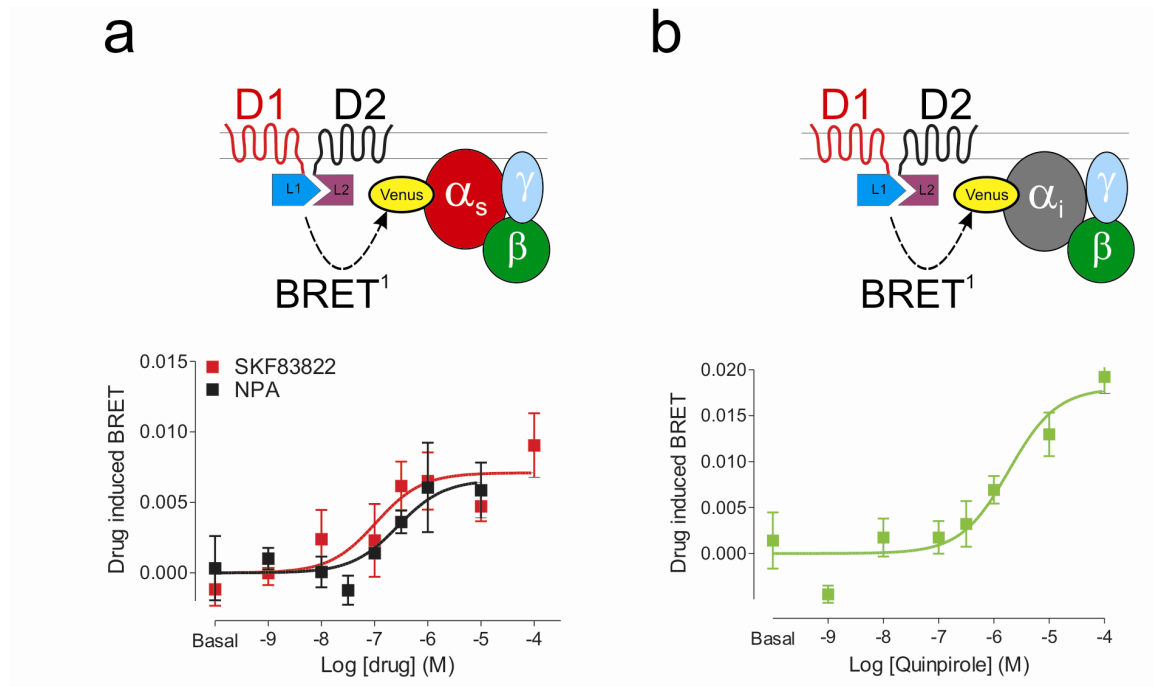 a
D1 D2
L1 L2 Venus αs γ
β
BRET1
0.015
0.010
0.005
0.000
Drug induced BRET
SKF83822
NPA
Basal -9 -8 -7 -6 -5 -4
Log [drug] (M)
b
D1 D2
L1 L2 Venus αi γ
β
BRET1
0.020
0.015
0.010
0.005
0.000
Drug induced BRET
Basal -9 -8 -7 -6 -5 -4
Log [Quinpirole] (M)